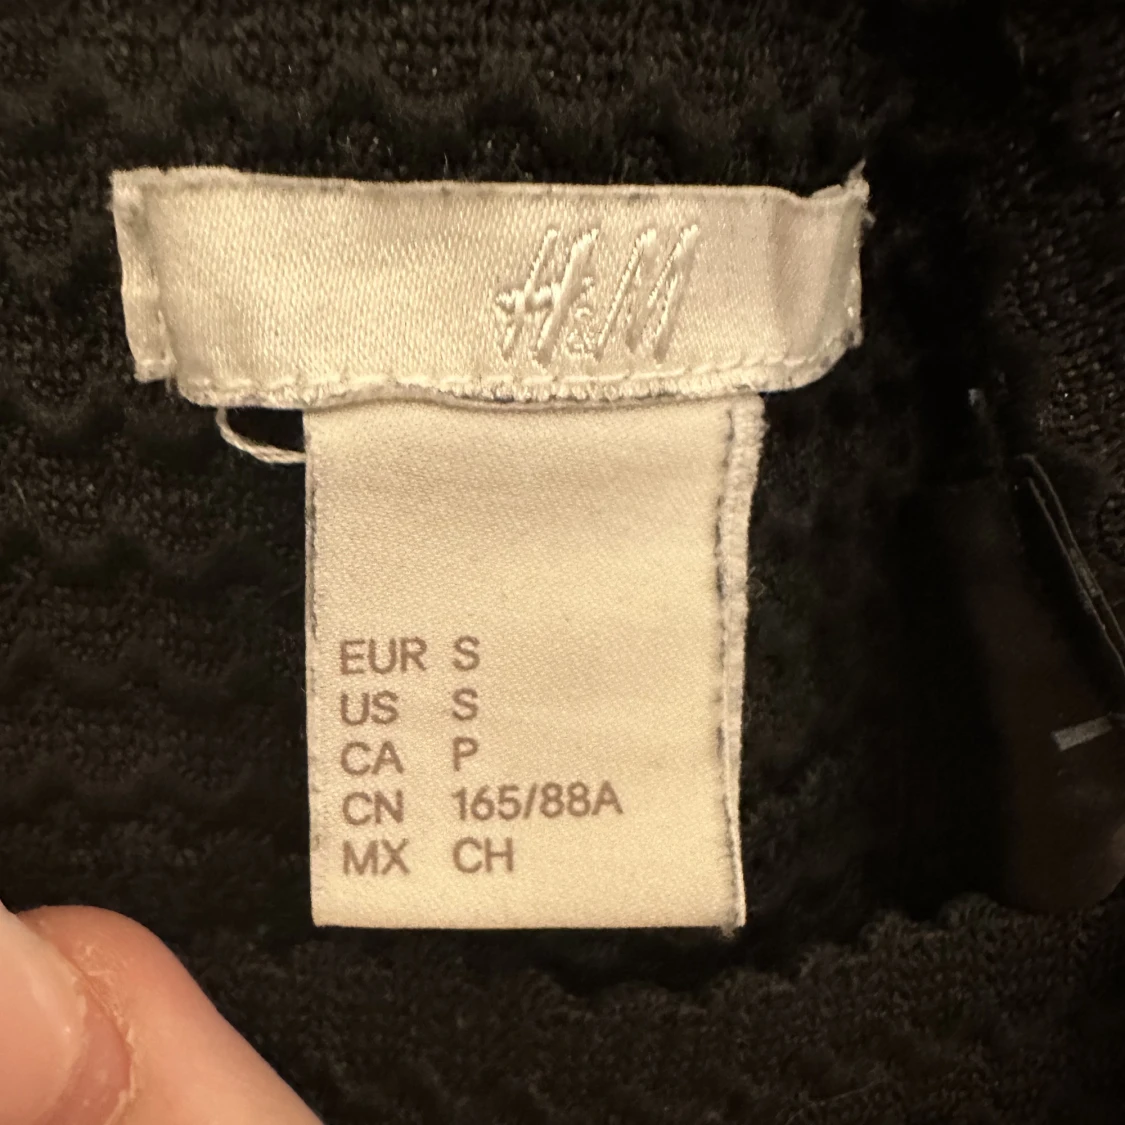 H&M
EUR S
US S
CA P
CN 165/88A
MX CH